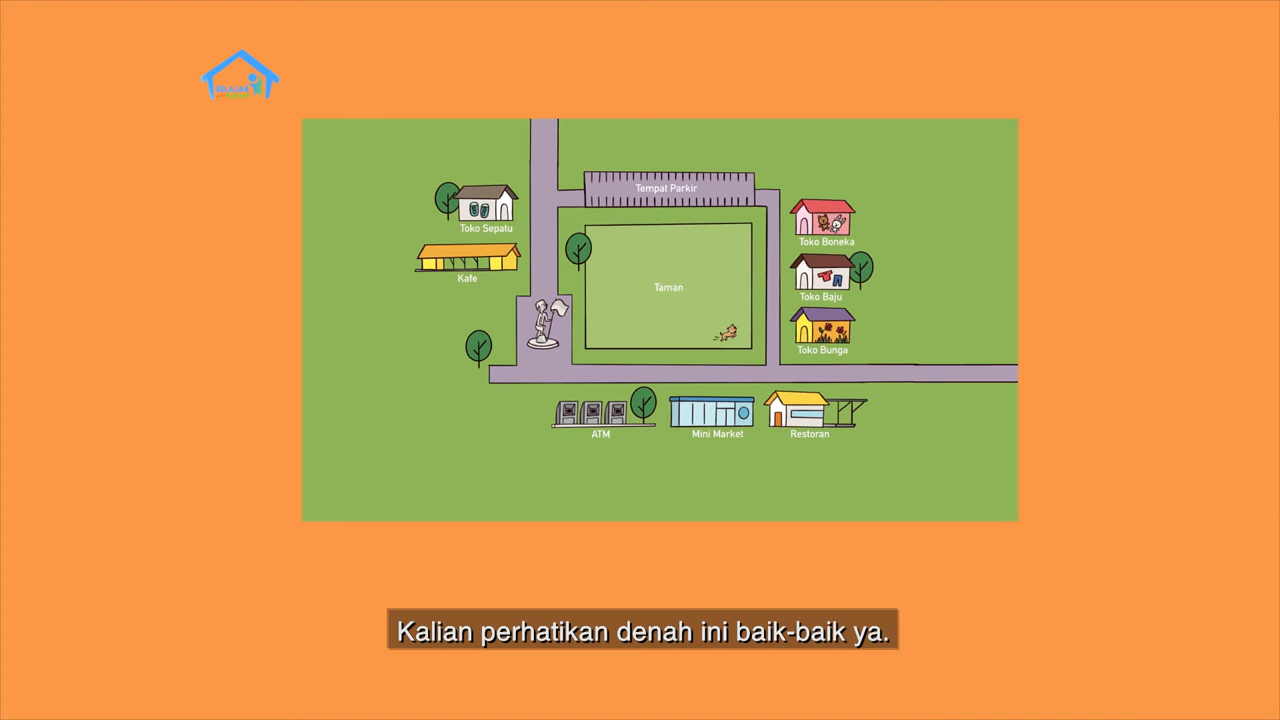 BELAJAR
Tempat Parkir
Toko Sepatu
Toko Boneka
Kafe
Taman
Toko Baju
Toko Bunga
ATM
Mini Market
Restoran
Kalian perhatikan denah ini baik-baik ya.